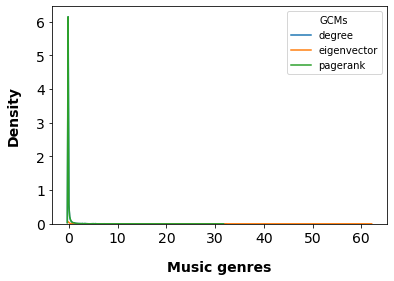 GCMs
degree
eigenvector
pagerank
6
5
4
3
2
1
0
Density
0 10 20 30 40 50 60
Music genres